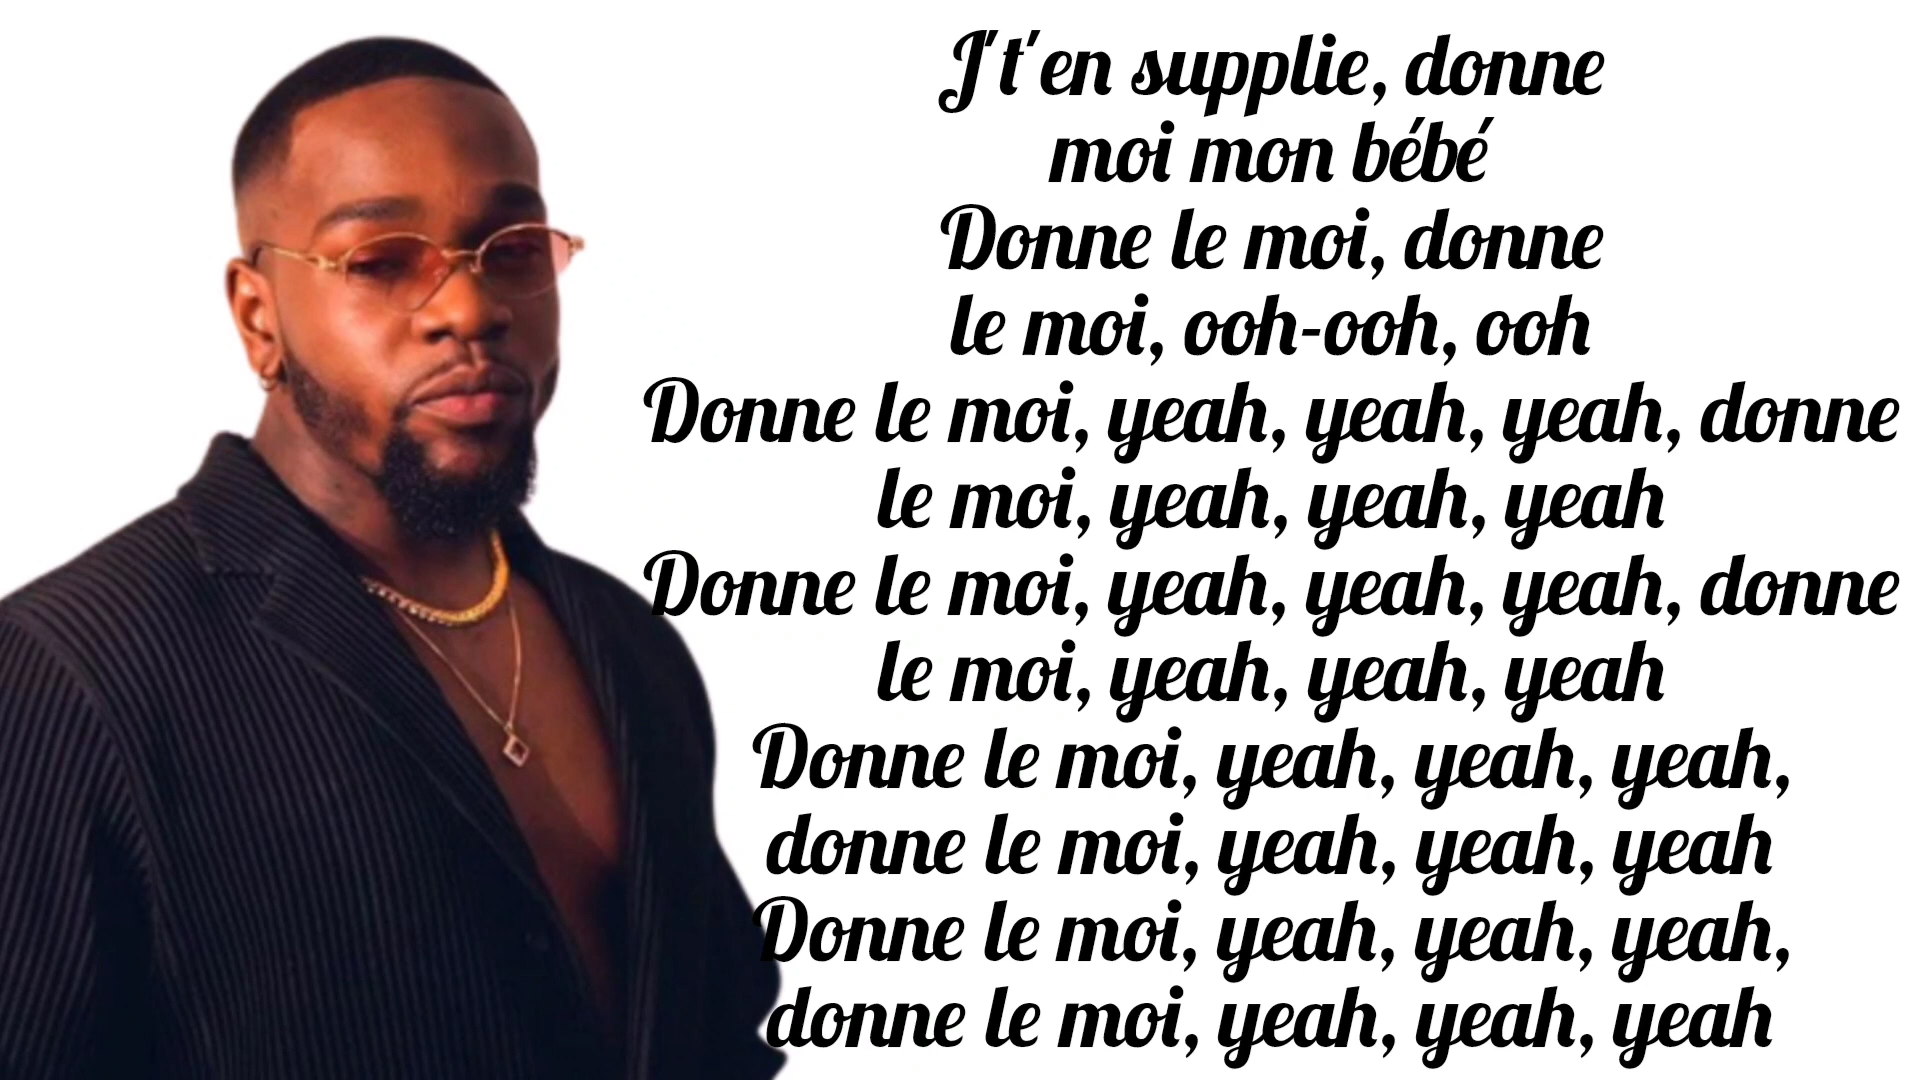 J't'en supplie, donne
moi mon bébé
Donne le moi, donne
le moi, ooh-ooh, ooh
Donne le moi, yeah, yeah, yeah, donne
le moi, yeah, yeah, yeah
Donne le moi, yeah, yeah, yeah, donne
le moi, yeah, yeah, yeah
Donne le moi, yeah, yeah, yeah,
donne le moi, yeah, yeah, yeah
Donne le moi, yeah, yeah, yeah,
donne le moi, yeah, yeah, yeah